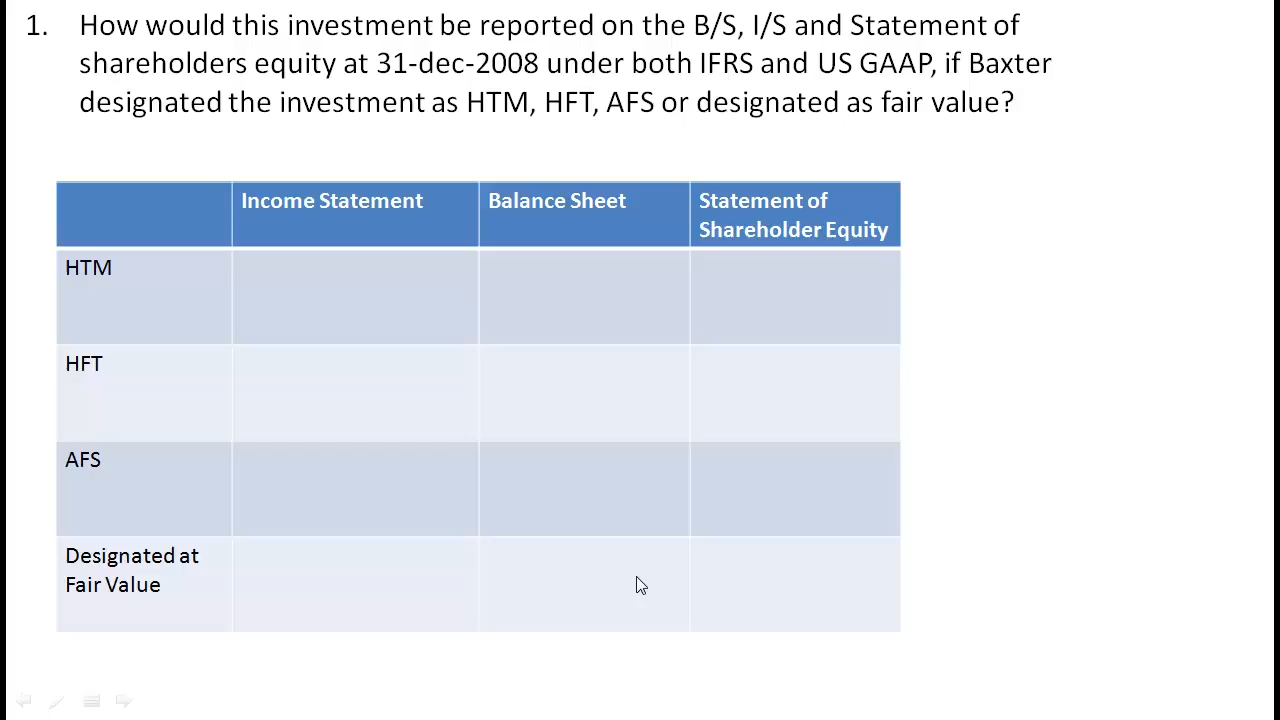 1. How would this investment be reported on the B/S, I/S and Statement of
shareholders equity at 31-dec-2008 under both IFRS and US GAAP, if Baxter
designated the investment as HTM, HFT, AFS or designated as fair value?
Income Statement
Balance Sheet
Statement of
Shareholder Equity
HTM
HFT
AFS
Designated at
Fair Value